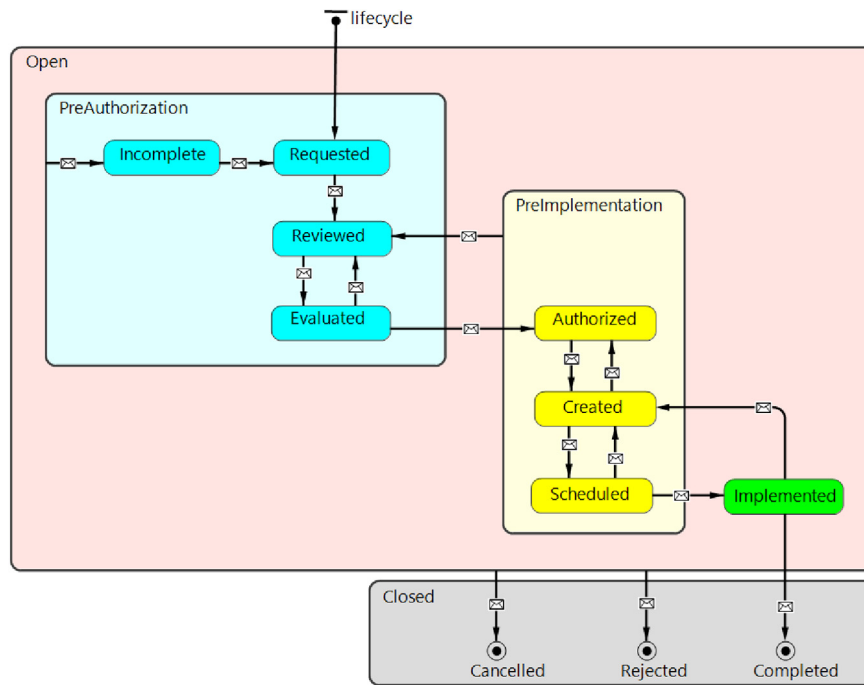 lifecycle
Open
PreAuthorization
Incomplete
Requested
PreImplementation
Reviewed
Evaluated
Authorized
Created
Scheduled
Implemented
Closed
Cancelled
Rejected
Completed